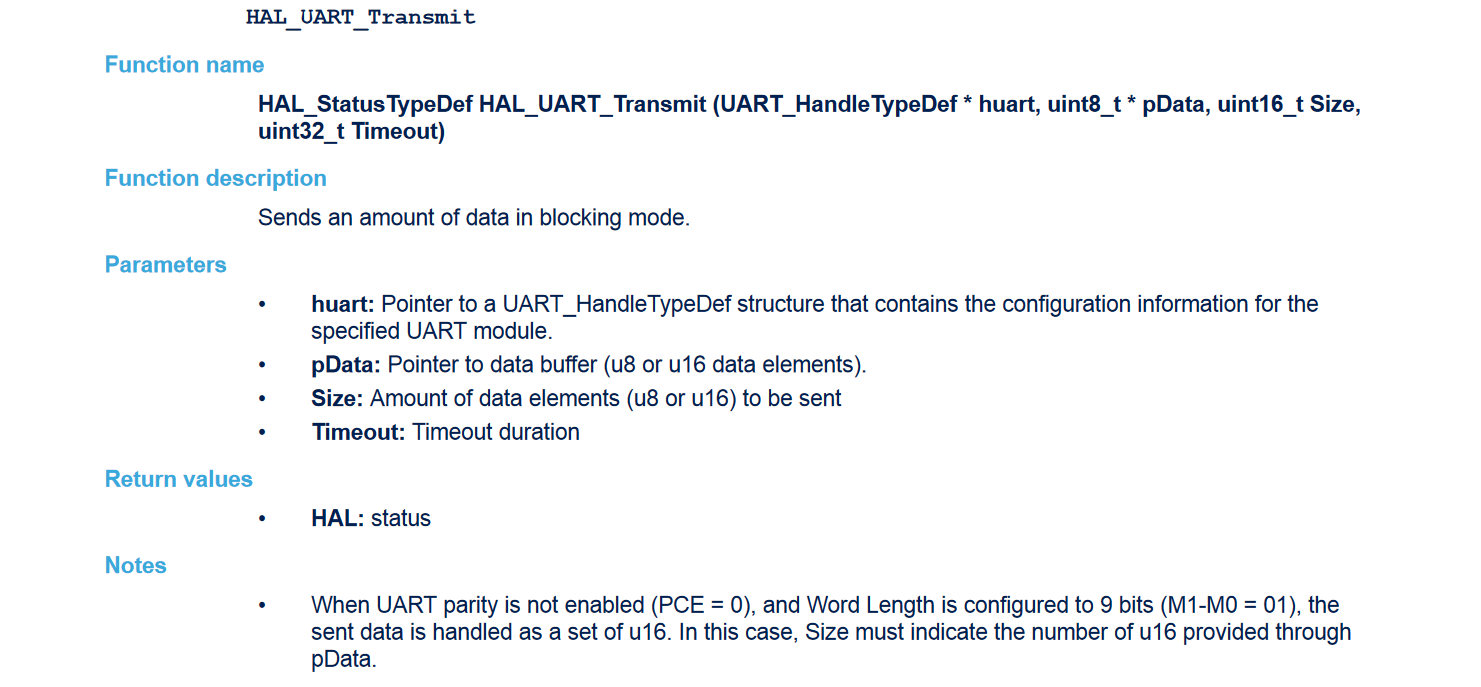 HAL_UART_Transmit
Function name
HAL_StatusTypeDef HAL_UART_Transmit (UART_HandleTypeDef * huart, uint8_t * pData, uint16_t Size,
uint32_t Timeout)
Function description
Sends an amount of data in blocking mode.
Parameters
• huart: Pointer to a UART_HandleTypeDef structure that contains the configuration information for the
specified UART module.
• pData: Pointer to data buffer (u8 or u16 data elements).
• Size: Amount of data elements (u8 or u16) to be sent
• Timeout: Timeout duration
Return values
• HAL: status
Notes
• When UART parity is not enabled (PCE = 0), and Word Length is configured to 9 bits (M1-M0 = 01), the
sent data is handled as a set of u16. In this case, Size must indicate the number of u16 provided through
pData.